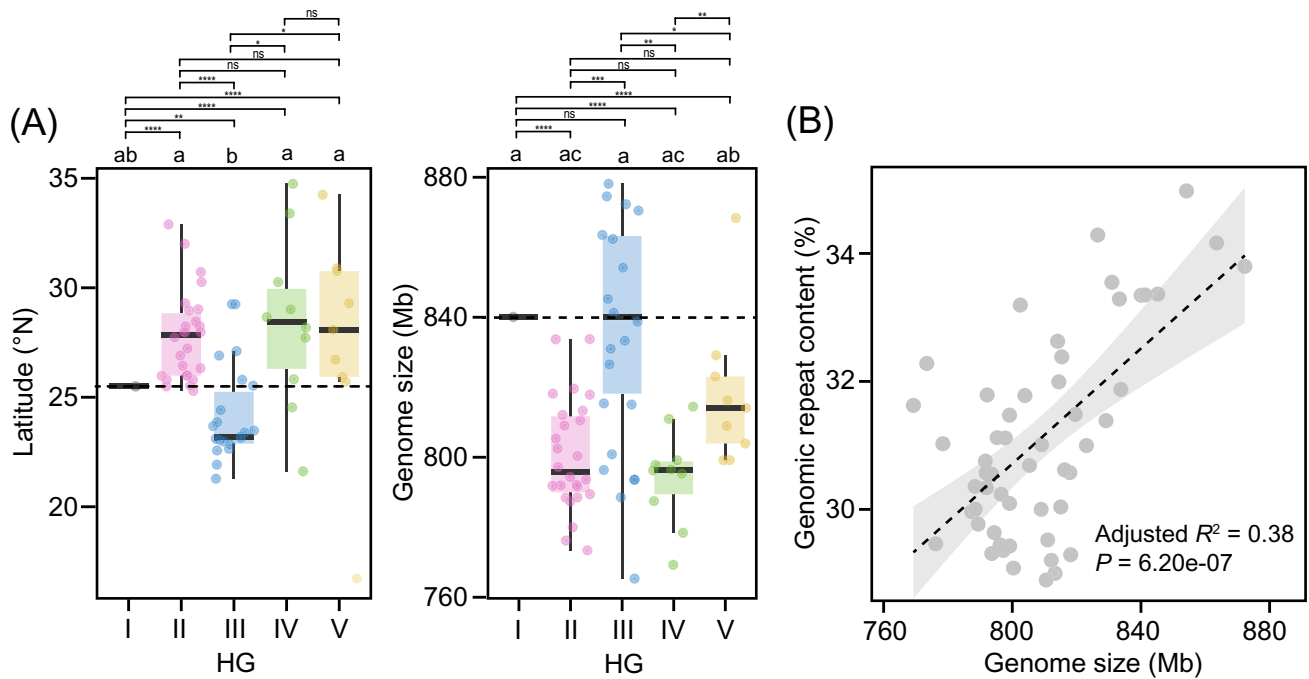 (A)
ns
*
*
ns
ns
****
****
****
**
****
ab a b a a
35
30
25
20
Latitude (°N)
I II III IV V
HG
**
*
**
ns
ns
***
****
****
ns
****
a ac a ac ab
880
840
800
760
Genome size (Mb)
I II III IV V
HG
(B)
34
32
30
Genomic repeat content (%)
Adjusted R² = 0.38
P = 6.20e-07
760 800 840 880
Genome size (Mb)